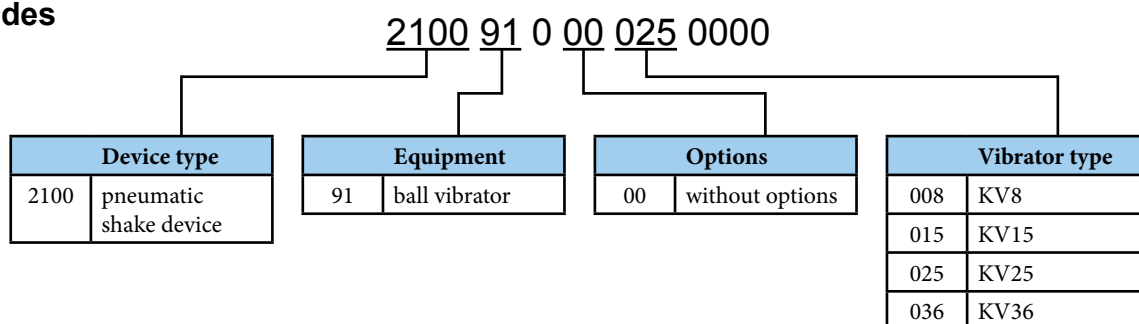 des
2100 91 0 00 025 0000
Device type
2100 pneumatic
shake device
Equipment
91 ball vibrator
Options
00 without options
Vibrator type
008 KV8
015 KV15
025 KV25
036 KV36